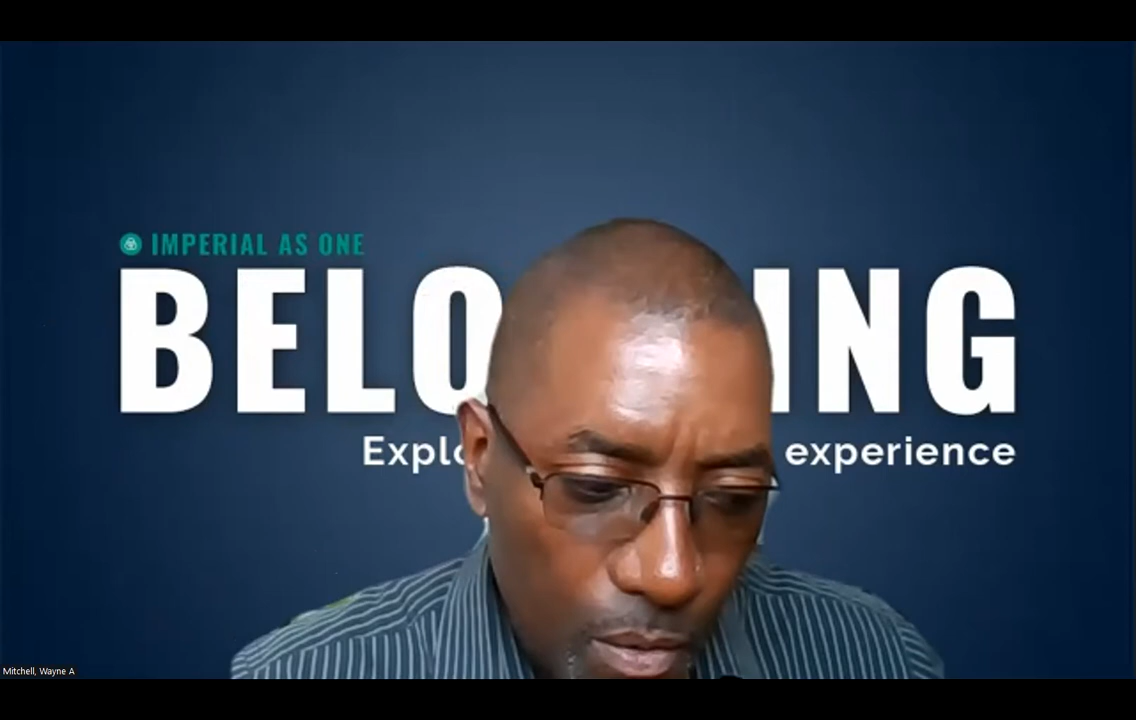 IMPERIAL AS ONE
BELO ING
Explo experience
Mitchell, Wayne A